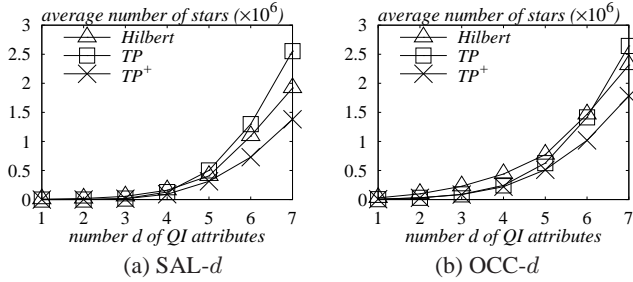 average number of stars (×10⁶)
3
2.5
2
1.5
1
0.5
0
Hilbert
TP
TP⁺
1 2 3 4 5 6 7
number d of QI attributes
(a) SAL-d
average number of stars (×10⁶)
3
2.5
2
1.5
1
0.5
0
Hilbert
TP
TP⁺
1 2 3 4 5 6 7
number d of QI attributes
(b) OCC-d